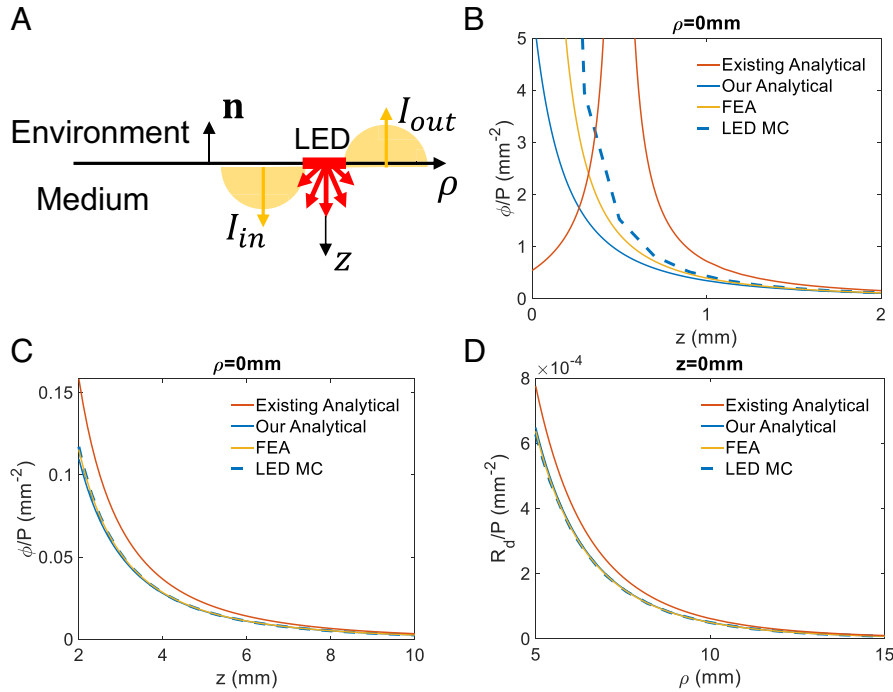 A
n
LED
I_out
Environment
ρ
Medium
I_in
z
B
ρ=0mm
5
4
3
2
1
0
ϕ/P (mm⁻²)
Existing Analytical
Our Analytical
FEA
LED MC
0 1 2
z (mm)
C
ρ=0mm
0.15
0.1
0.05
0
ϕ/P (mm⁻²)
Existing Analytical
Our Analytical
FEA
LED MC
2 4 6 8 10
z (mm)
D
×10⁻⁴
z=0mm
8
6
4
2
0
R_d/P (mm⁻²)
Existing Analytical
Our Analytical
FEA
LED MC
5 10 15
ρ (mm)